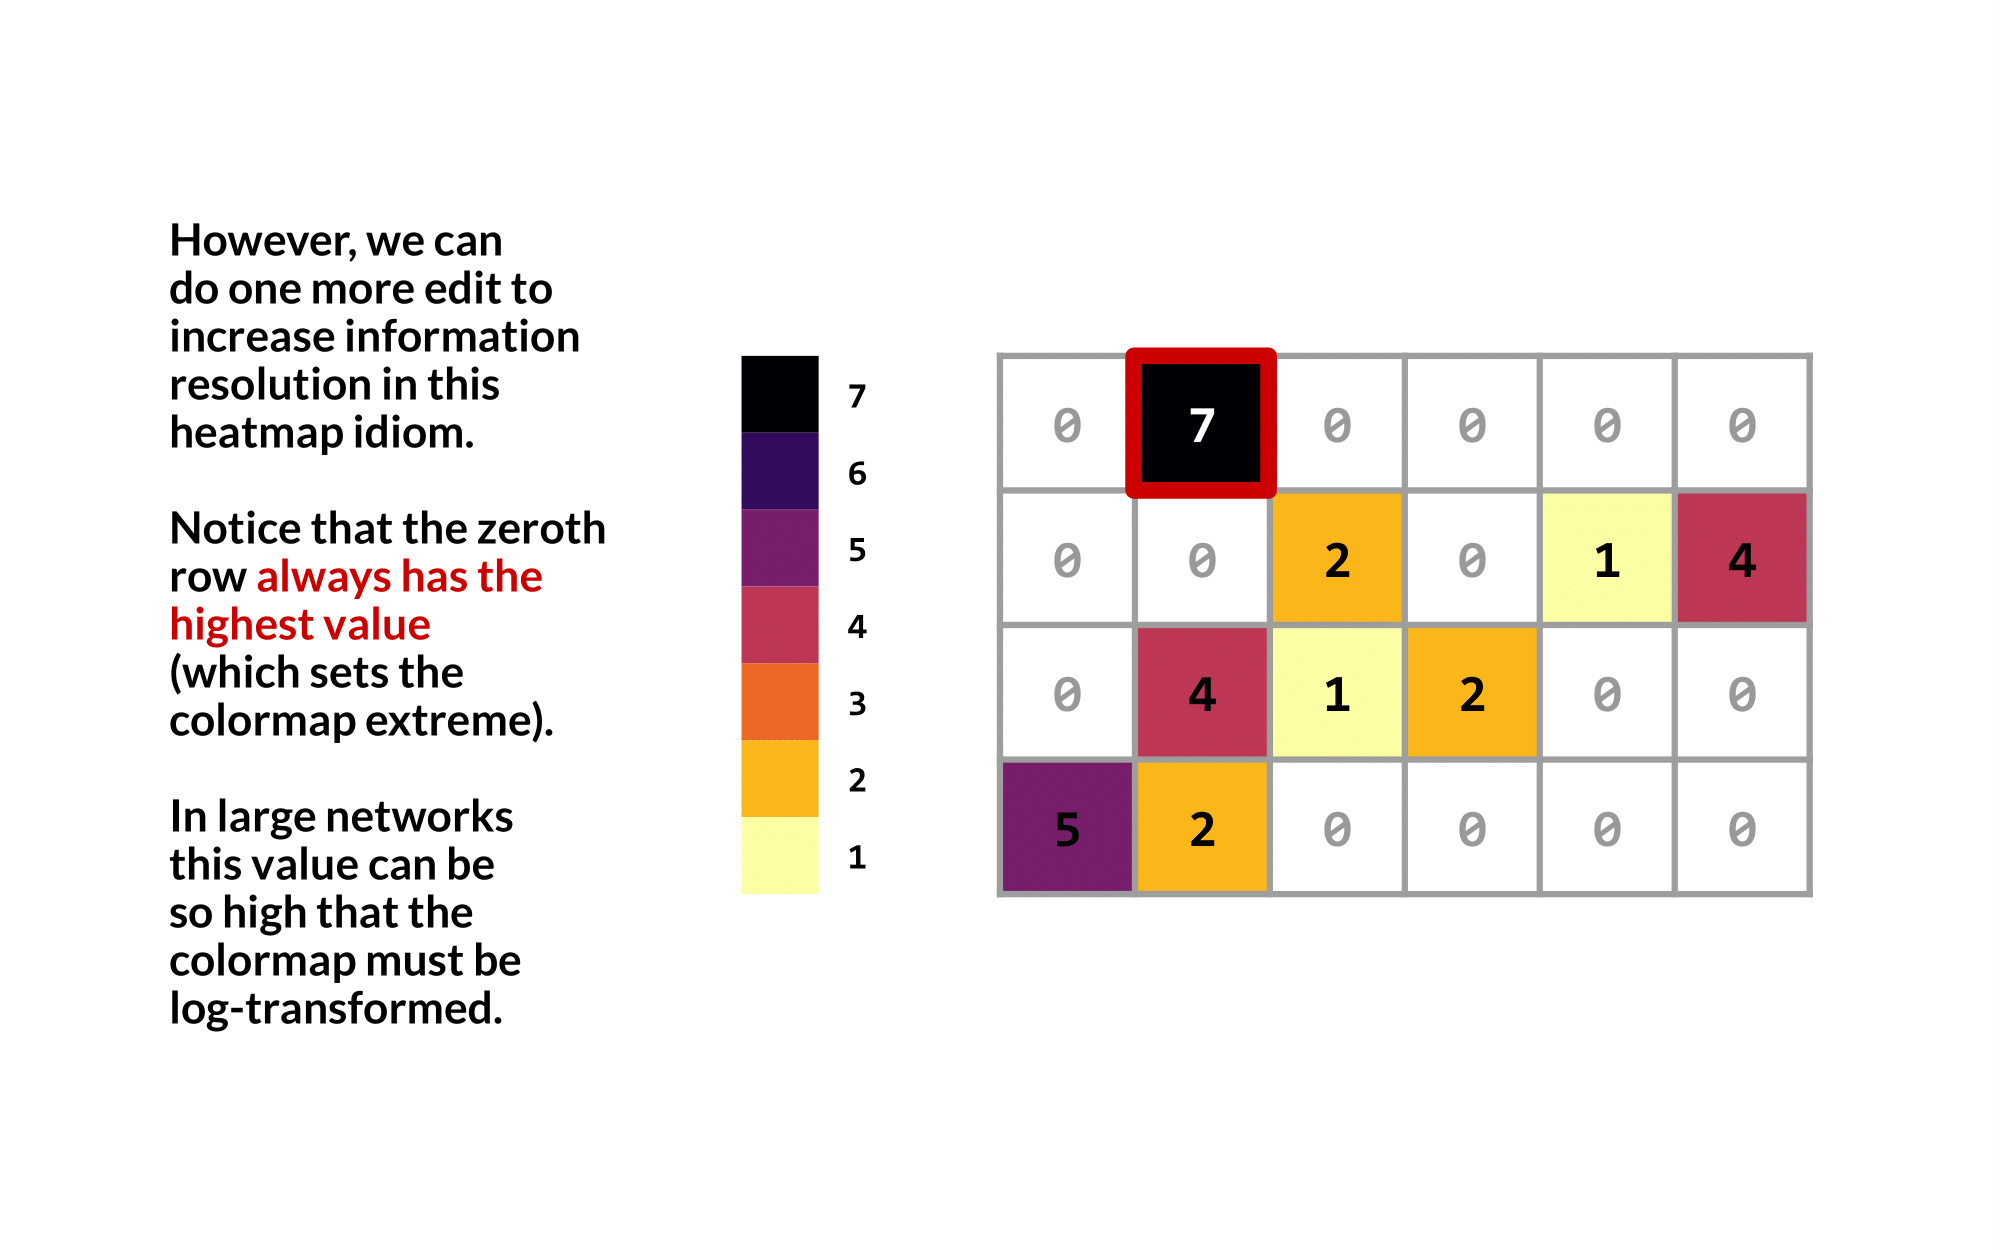 However, we can
do one more edit to
increase information
resolution in this
heatmap idiom.
Notice that the zeroth
row always has the
highest value
(which sets the
colormap extreme).
In large networks
this value can be
so high that the
colormap must be
log-transformed.
7
6
5
4
3
2
1
0 7 0 0 0 0
0 0 2 0 1 4
0 4 1 2 0 0
5 2 0 0 0 0